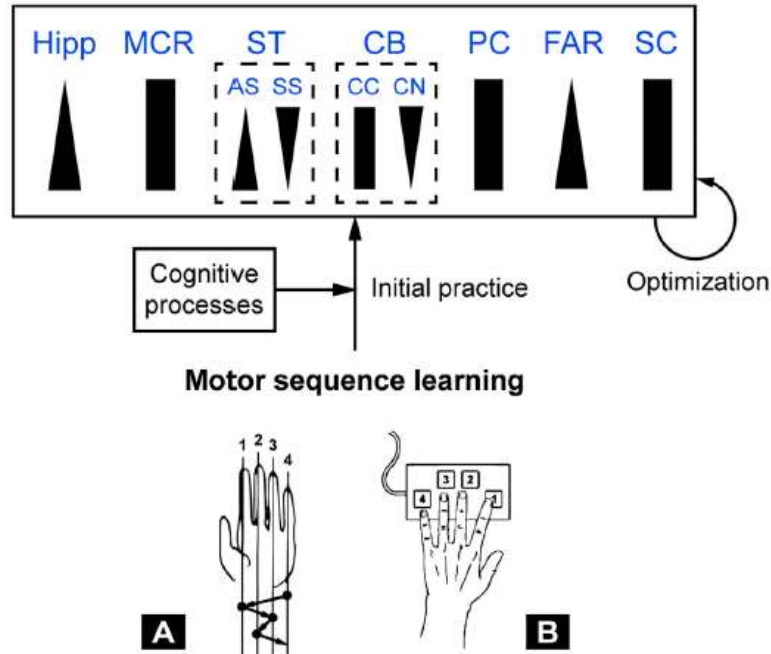 Hipp MCR ST CB PC FAR SC
AS SS CC CN
Cognitive
processes
Initial practice
Optimization
Motor sequence learning
1 2 3 4
3 2
4 1
A B